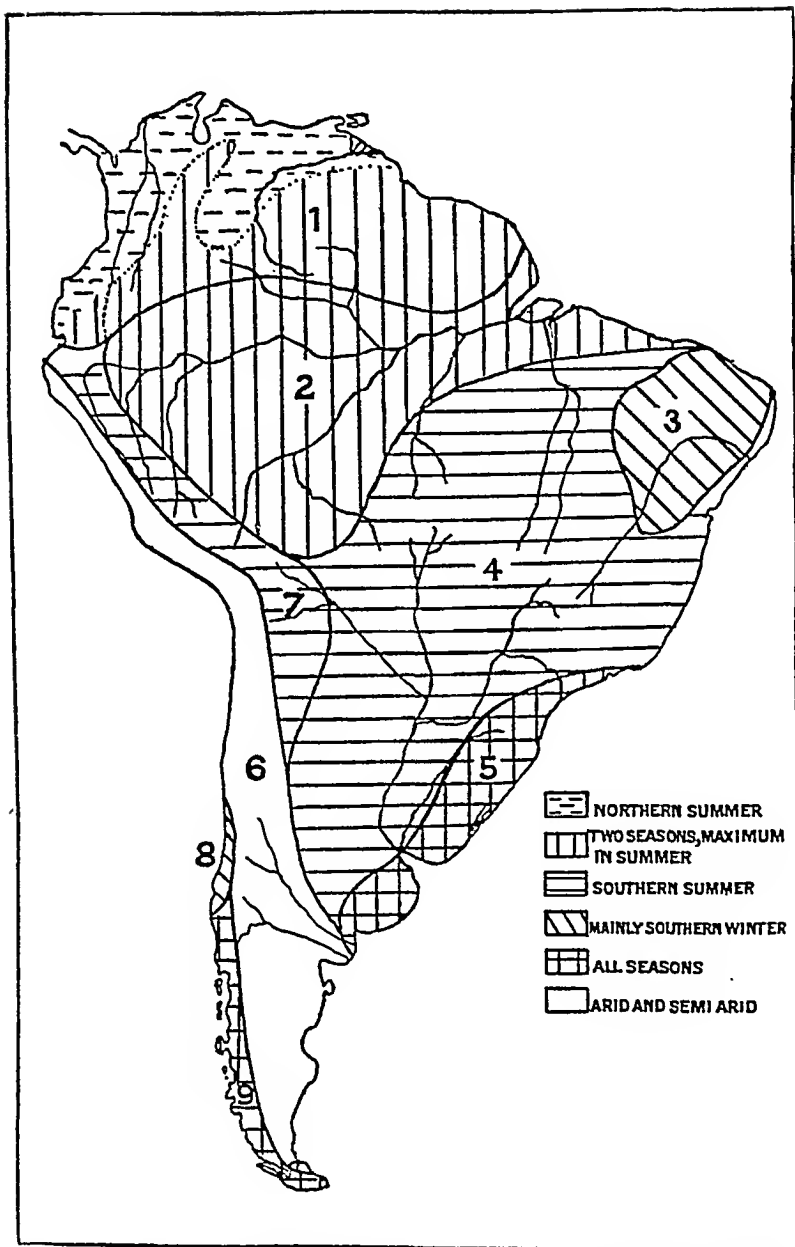 1
2
3
4
7
6
5
8
9
NORTHERN SUMMER
TWO SEASONS, MAXIMUM
IN SUMMER
SOUTHERN SUMMER
MAINLY SOUTHERN WINTER
ALL SEASONS
ARID AND SEMI ARID